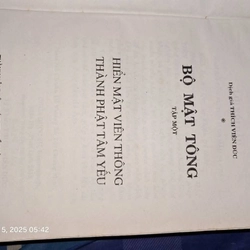 Dịch giả THÍCH VIÊN ĐỨC
*
BỘ MẬT TÔNG
TẬP MỘT
HIỂN MẬT VIÊN THÔNG
THÀNH PHẬT TÂM YẾU
5, 2025 05:42